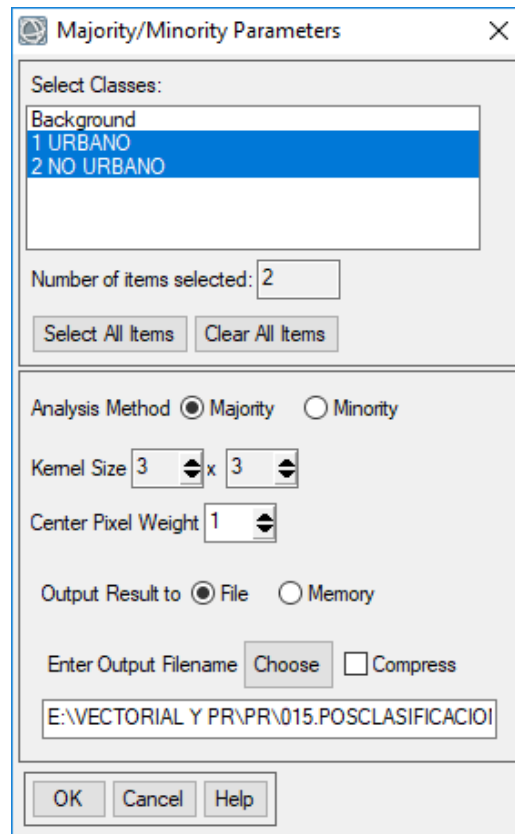 Majority/Minority Parameters
Select Classes:
Background
1 URBANO
2 NO URBANO
Number of items selected: 2
Select All Items Clear All Items
Analysis Method Majority Minority
Kernel Size 3 x 3
Center Pixel Weight 1
Output Result to File Memory
Enter Output Filename Choose Compress
E:\VECTORIAL Y PR\PR\015.POSCLASIFICACIO
OK Cancel Help